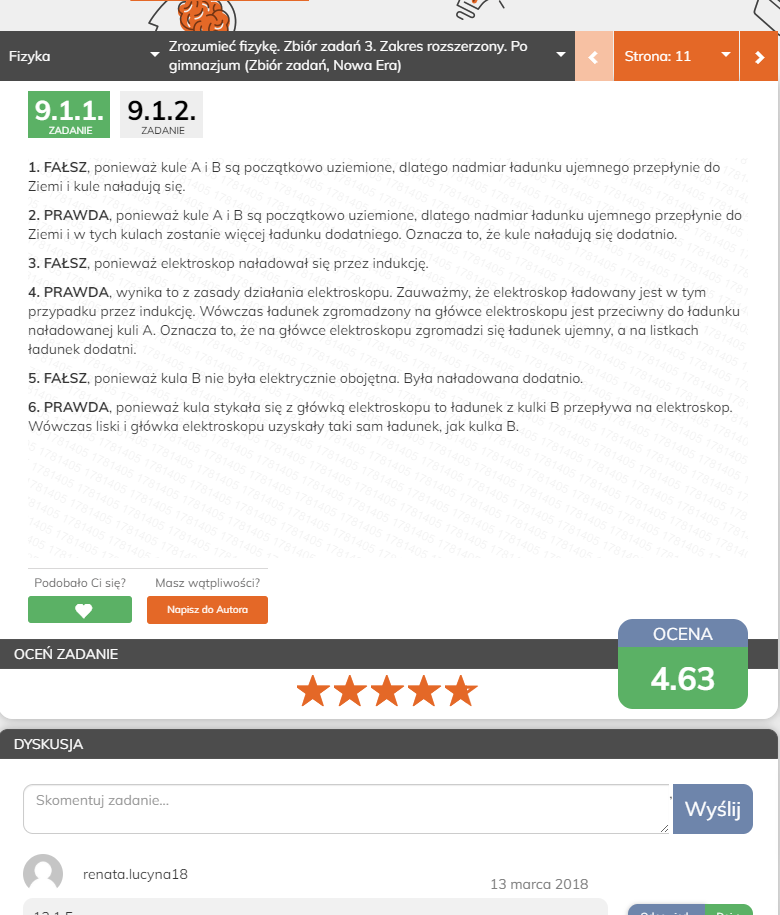 Fizyka
Zrozumieć fizykę. Zbiór zadań 3. Zakres rozszerzony. Po
gimnazjum (Zbiór zadań, Nowa Era)
Strona: 11
9.1.1.
ZADANIE
9.1.2.
ZADANIE
1. FAŁSZ, ponieważ kule A i B są początkowo uziemione, dlatego nadmiar ładunku ujemnego przepłynie do
Ziemi i kule naładują się.
2. PRAWDA, ponieważ kule A i B są początkowo uziemione, dlatego nadmiar ładunku ujemnego przepłynie do
Ziemi i w tych kulach zostanie więcej ładunku dodatniego. Oznacza to, że kule naładują się dodatnio.
3. FAŁSZ, ponieważ elektroskop naładował się przez indukcję.
4. PRAWDA, wynika to z zasady działania elektroskopu. Zauważmy, że elektroskop ładowany jest w tym
przypadku przez indukcję. Wówczas ładunek zgromadzony na główce elektroskopu jest przeciwny do ładunku
naładowanej kuli A. Oznacza to, że na główce elektroskopu zgromadzi się ładunek ujemny, a na listkach
ładunek dodatni.
5. FAŁSZ, ponieważ kula B nie była elektrycznie obojętna. Była naładowana dodatnio.
6. PRAWDA, ponieważ kula stykała się z główką elektroskopu to ładunek z kulki B przepływa na elektroskop.
Wówczas liski i główka elektroskopu uzyskały taki sam ładunek, jak kulka B.
Podobało Ci się?
Masz wątpliwości?
Napisz do Autora
OCEŃ ZADANIE
OCENA
4.63
DYSKUSJA
Skomentuj zadanie...
Wyślij
renata.lucyna18
13 marca 2018